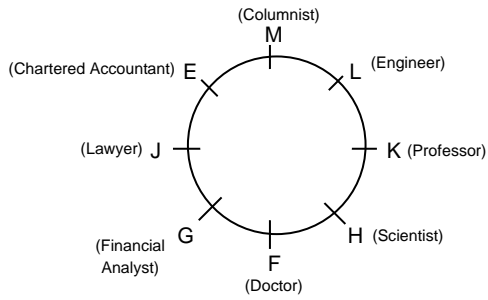 (Columnist)
M
(Chartered Accountant) E
L (Engineer)
(Lawyer) J
K (Professor)
G
H (Scientist)
(Financial
Analyst)
F
(Doctor)